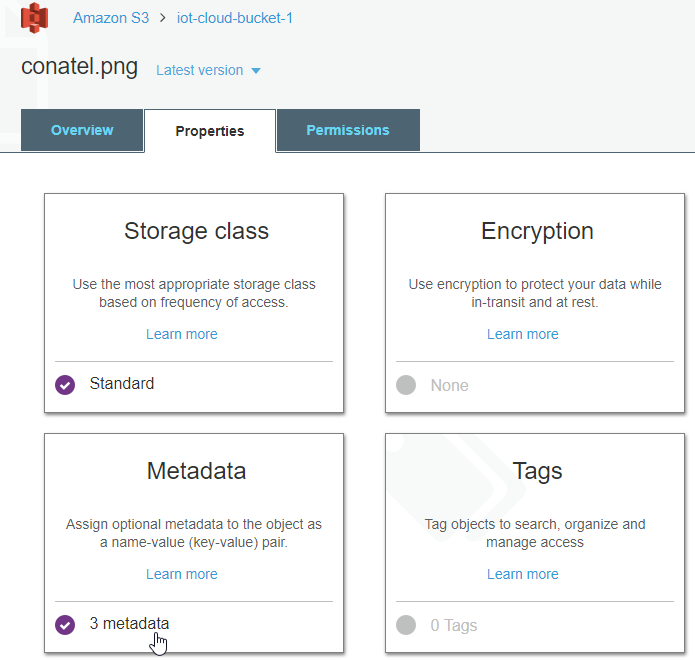 Amazon S3 > iot-cloud-bucket-1
conatel.png Latest version
Overview Properties Permissions
Storage class
Use the most appropriate storage class
based on frequency of access.
Learn more
Standard
Encryption
Use encryption to protect your data while
in-transit and at rest.
Learn more
None
Metadata
Assign optional metadata to the object as
a name-value (key-value) pair.
Learn more
3 metadata
Tags
Tag objects to search, organize and
manage access
Learn more
0 Tags